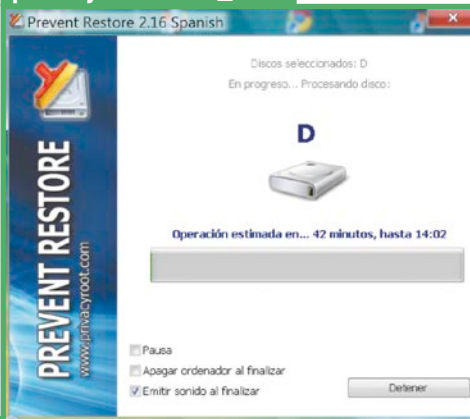 Prevent Restore 2.16 Spanish
Discos seleccionados: D
En progreso... Procesando disco:
D
Operación estimada en... 42 minutos, hasta 14:02
Pausa
Apagar ordenador al finalizar
Emitir sonido al finalizar
Detener
PREVENT RESTORE
www.privacyroot.com